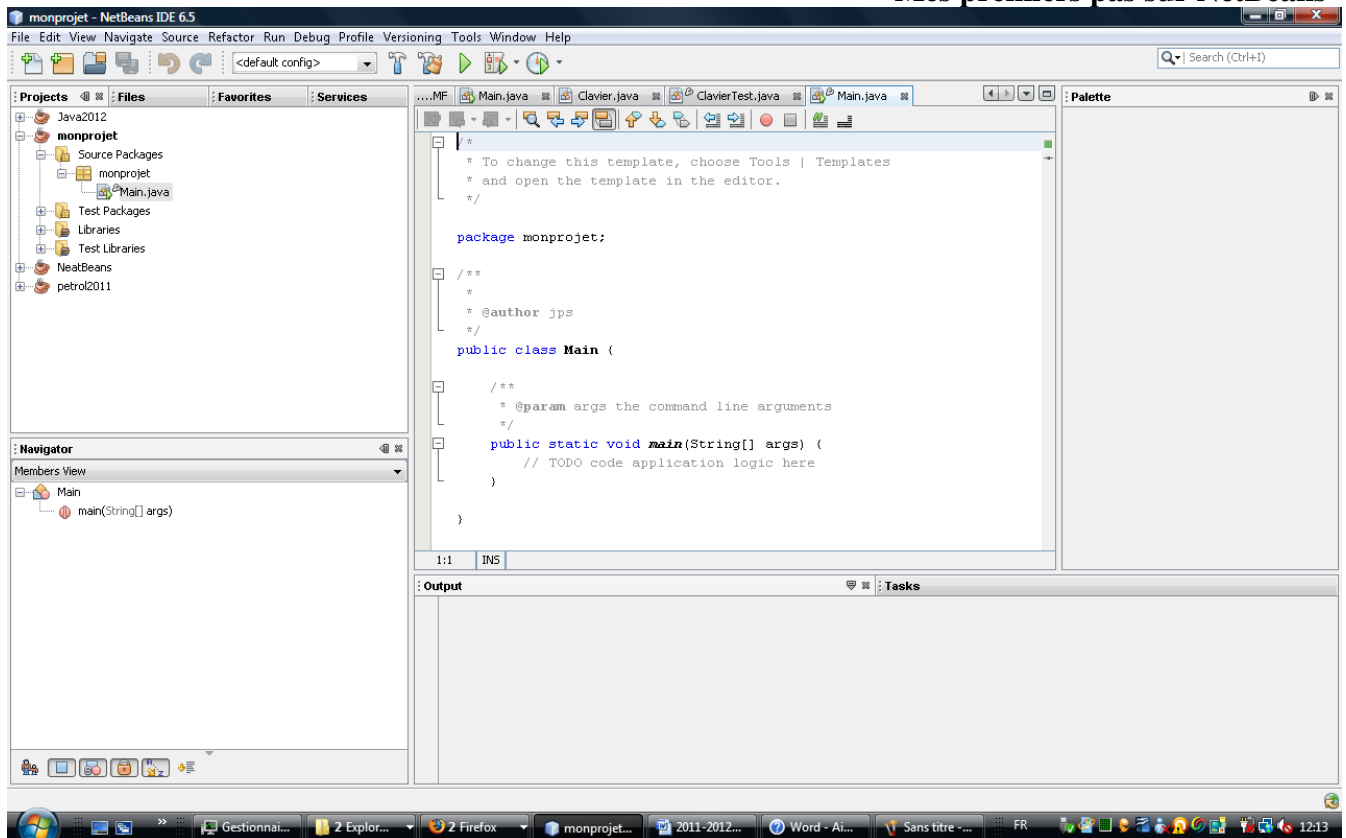 Mes premiers pas sur NetBeans
monprojet - NetBeans IDE 6.5
File Edit View Navigate Source Refactor Run Debug Profile Versioning Tools Window Help
<default config>
Search (Ctrl+I)
Projects Files Favorites Services
Java2012
monprojet
Source Packages
monprojet
Main.java
Test Packages
Libraries
Test Libraries
NeatBeans
petrol2011
Navigator
Members View
Main
main(String[] args)
....MF Main.java Clavier.java ClavierTest.java Main.java
/*
* To change this template, choose Tools | Templates
* and open the template in the editor.
*/
package monprojet;
/**
*
* @author jps
*/
public class Main {
/**
* @param args the command line arguments
*/
public static void main(String[] args) {
// TODO code application logic here
}
}
1:1 INS
Palette
Output
Tasks
Gestionnai... 2 Explor... 2 Firefox monprojet... 2011-2012... Word - Ai... Sans titre -... FR 12:13